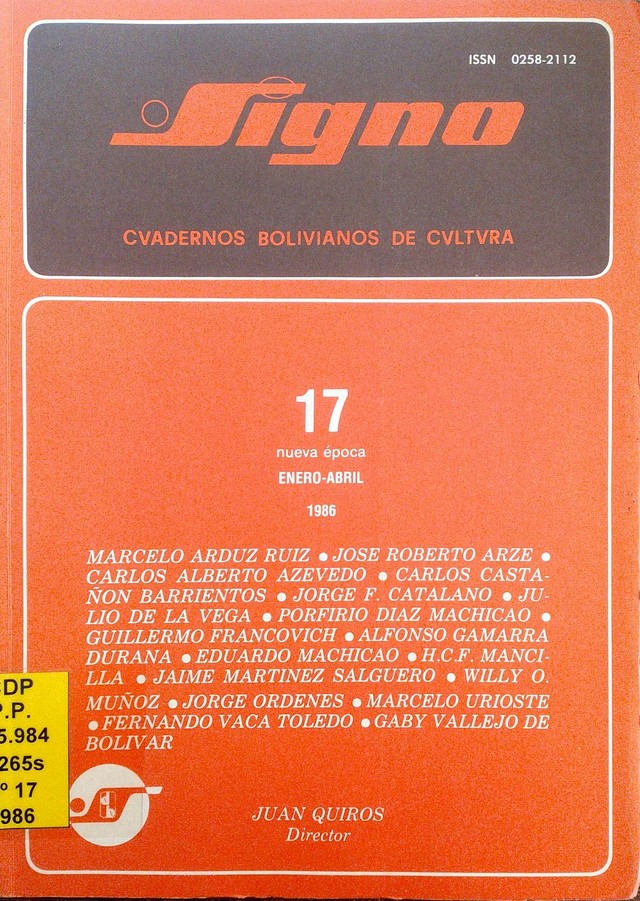 ISSN 0258-2112
Signo
CVADERNOS BOLIVIANOS DE CVLTVRA
17
nueva época
ENERO-ABRIL
1986
MARCELO ARDUZ RUIZ ● JOSE ROBERTO ARZE ●
CARLOS ALBERTO AZEVEDO ● CARLOS CASTA-
ÑON BARRIENTOS ● JORGE F. CATALANO ● JU-
LIO DE LA VEGA ● PORFIRIO DIAZ MACHICAO ●
GUILLERMO FRANCOVICH ● ALFONSO GAMARRA
DURANA ● EDUARDO MACHICAO ● H.C.F. MANCI-
LLA ● JAIME MARTINEZ SALGUERO ● WILLY O.
MUÑOZ ● JORGE ORDENES ● MARCELO URIOSTE
● FERNANDO VACA TOLEDO ● GABY VALLEJO DE
BOLIVAR
CDP
P.P.
5.984
265s
º 17
986
JUAN QUIROS
Director